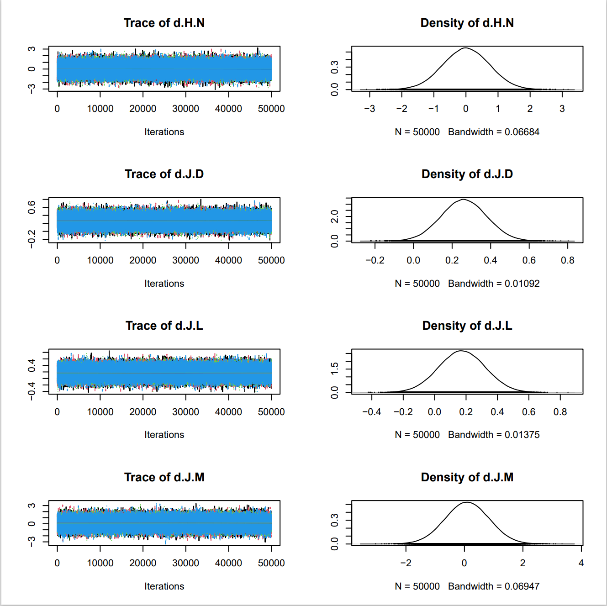 Trace of d.H.N
3
0
−3
0 10000 20000 30000 40000 50000
Iterations
Density of d.H.N
0.3
0.0
−3 −2 −1 0 1 2 3
N = 50000 Bandwidth = 0.06684
Trace of d.J.D
0.6
−0.2
0 10000 20000 30000 40000 50000
Iterations
Density of d.J.D
2.0
0.0
−0.2 0.0 0.2 0.4 0.6 0.8
N = 50000 Bandwidth = 0.01092
Trace of d.J.L
0.4
−0.4
0 10000 20000 30000 40000 50000
Iterations
Density of d.J.L
1.5
0.0
−0.4 −0.2 0.0 0.2 0.4 0.6 0.8
N = 50000 Bandwidth = 0.01375
Trace of d.J.M
3
0
−3
0 10000 20000 30000 40000 50000
Iterations
Density of d.J.M
0.3
0.0
−2 0 2 4
N = 50000 Bandwidth = 0.06947